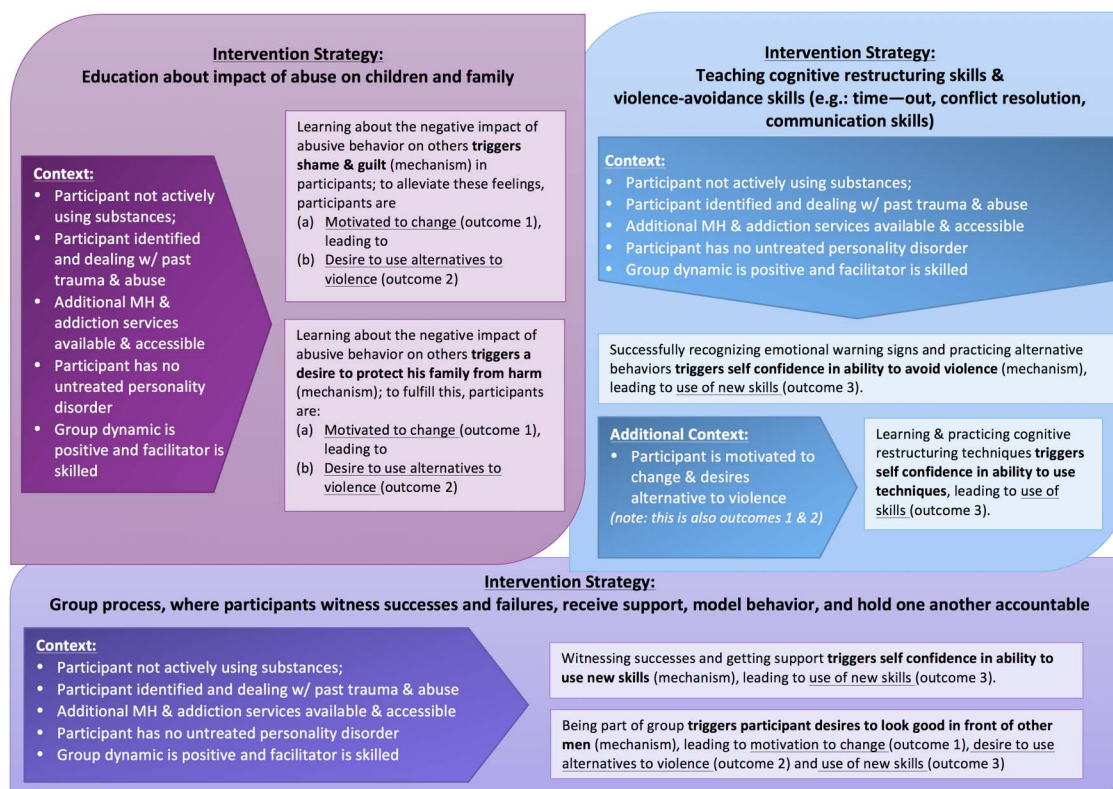 Intervention Strategy:
Education about impact of abuse on children and family
Context:
• Participant not actively
using substances;
• Participant identified
and dealing w/ past
trauma & abuse
• Additional MH &
addiction services
available & accessible
• Participant has no
untreated personality
disorder
• Group dynamic is
positive and facilitator is
skilled
Learning about the negative impact of
abusive behavior on others triggers
shame & guilt (mechanism) in
participants; to alleviate these feelings,
participants are
(a) Motivated to change (outcome 1),
leading to
(b) Desire to use alternatives to
violence (outcome 2)
Learning about the negative impact of
abusive behavior on others triggers a
desire to protect his family from harm
(mechanism); to fulfill this, participants
are:
(a) Motivated to change (outcome 1),
leading to
(b) Desire to use alternatives to
violence (outcome 2)
Intervention Strategy:
Teaching cognitive restructuring skills &
violence-avoidance skills (e.g.: time—out, conflict resolution,
communication skills)
Context:
• Participant not actively using substances;
• Participant identified and dealing w/ past trauma & abuse
• Additional MH & addiction services available & accessible
• Participant has no untreated personality disorder
• Group dynamic is positive and facilitator is skilled
Successfully recognizing emotional warning signs and practicing alternative
behaviors triggers self confidence in ability to avoid violence (mechanism),
leading to use of new skills (outcome 3).
Additional Context:
• Participant is motivated to
change & desires
alternative to violence
(note: this is also outcomes 1 & 2)
Learning & practicing cognitive
restructuring techniques triggers
self confidence in ability to use
techniques, leading to use of
skills (outcome 3).
Intervention Strategy:
Group process, where participants witness successes and failures, receive support, model behavior, and hold one another accountable
Context:
• Participant not actively using substances;
• Participant identified and dealing w/ past trauma & abuse
• Additional MH & addiction services available & accessible
• Participant has no untreated personality disorder
• Group dynamic is positive and facilitator is skilled
Witnessing successes and getting support triggers self confidence in ability to
use new skills (mechanism), leading to use of new skills (outcome 3).
Being part of group triggers participant desires to look good in front of other
men (mechanism), leading to motivation to change (outcome 1), desire to use
alternatives to violence (outcome 2) and use of new skills (outcome 3)